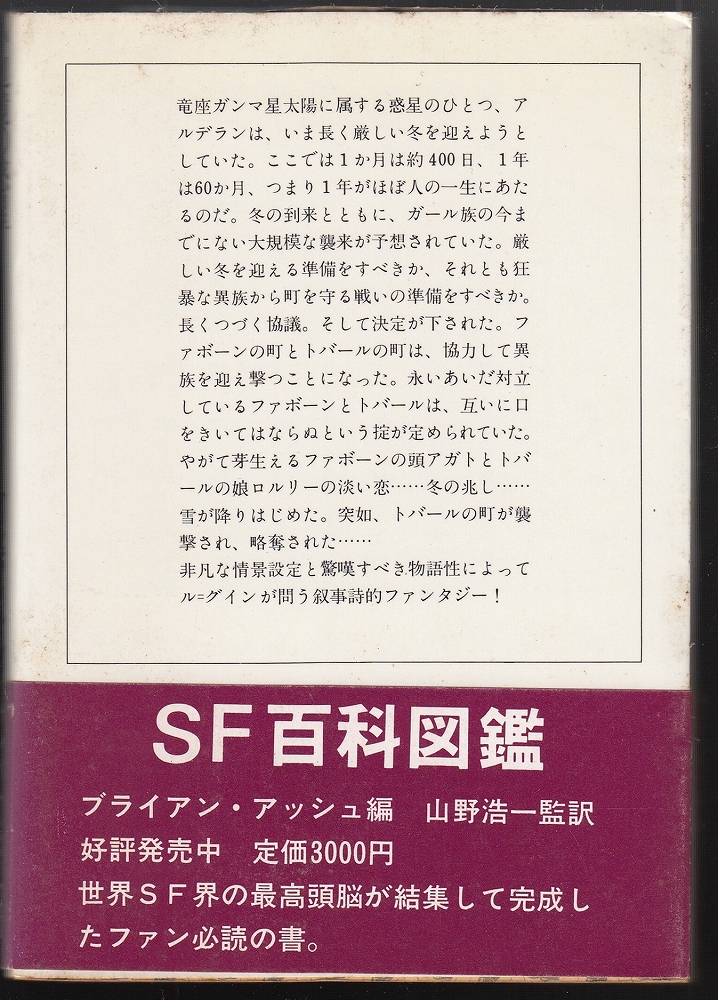 竜座ガンマ星太陽に属する惑星のひとつ、ア
ルデランは、いま長く厳しい冬を迎えようと
していた。ここでは1か月は約400日、1年
は60か月、つまり1年がほぼ人の一生にあた
るのだ。冬の到来とともに、ガール族の今ま
でにない大規模な襲来が予想されていた。厳
しい冬を迎える準備をすべきか、それとも狂
暴な異族から町を守る戦いの準備をすべきか。
長くつづく協議。そして決定が下された。フ
ァボーンの町とトバールの町は、協力して異
族を迎え撃つことになった。永いあいだ対立
しているファボーンとトバールは、互いに口
をきいてはならぬという掟が定められていた。
やがて芽生えるファボーンの頭アガトとトバ
ールの娘ロルリーの淡い恋……冬の兆し……
雪が降りはじめた。突如、トバールの町が襲
撃され、略奪された……
非凡な情景設定と驚嘆すべき物語性によって
ル=グインが問う叙事詩的ファンタジー!
SF百科図鑑
ブライアン・アッシュ編 山野浩一監訳
好評発売中 定価3000円
世界SF界の最高頭脳が結集して完成し
たファン必読の書。